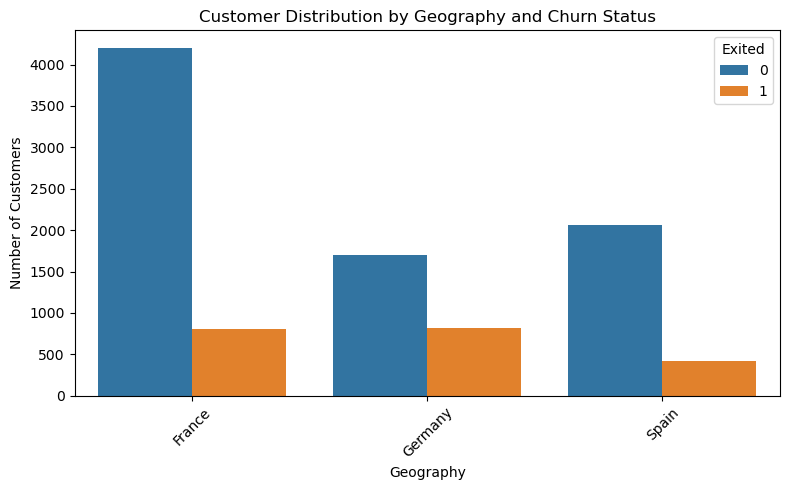 Customer Distribution by Geography and Churn Status
Exited
0
1
Number of Customers
4000
3500
3000
2500
2000
1500
1000
500
0
France
Germany
Spain
Geography